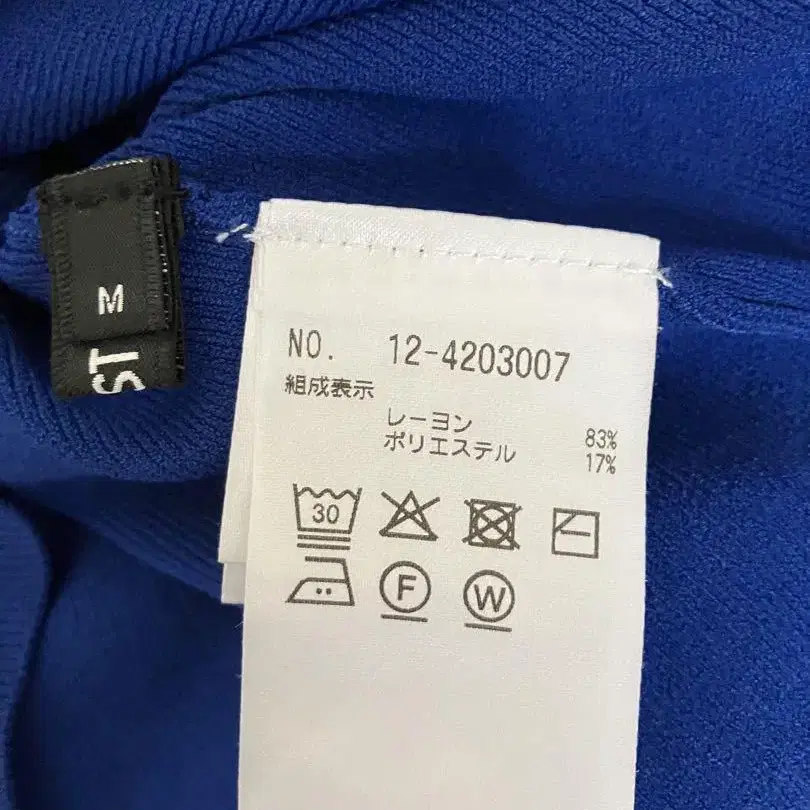 M
ST
NO. 12-4203007
組成表示
レーヨン 83%
ポリエステル 17%
30
F
W